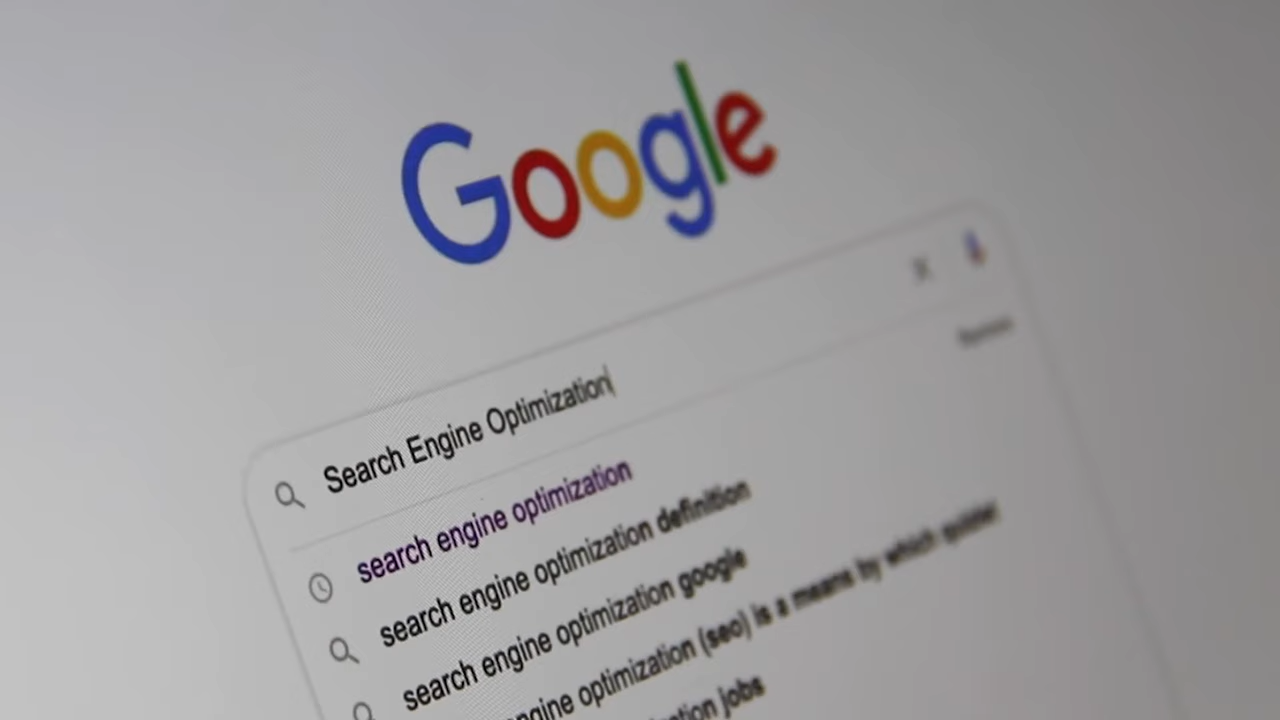 Google
Search Engine Optimization
Remove
search engine optimization
search engine optimization definition
search engine optimization google
engine optimization (seo) is a means by which
jobs